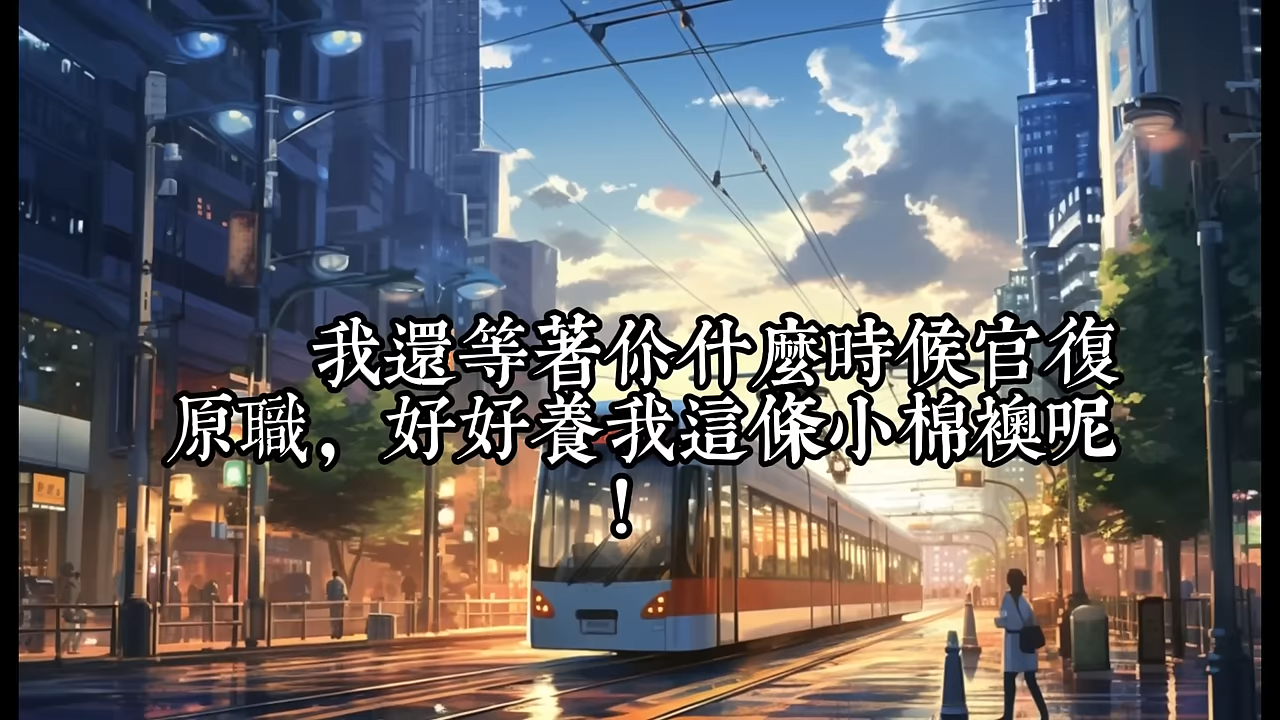 我還等著你什麼時候官復
原職，好好養我這條小棉襖呢
！